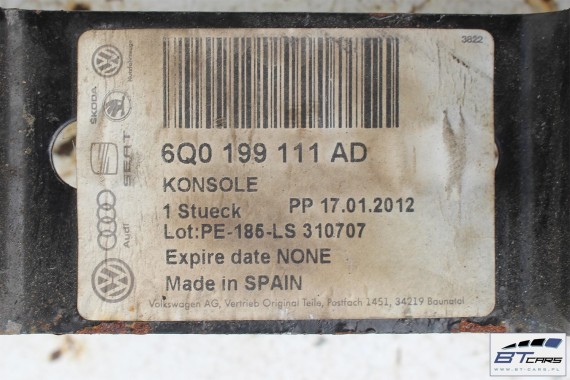 3822
ŠKODA
SEAT
Audi
6Q0 199 111 AD
KONSOLE
1 Stueck PP 17.01.2012
Lot:PE-185-LS 310707
Expire date NONE
Made in SPAIN
Volkswagen AG, Vertrieb Original Teile, Postfach 1451, 34219 Baunatal
BT CARS
WWW.BT-CARS.PL